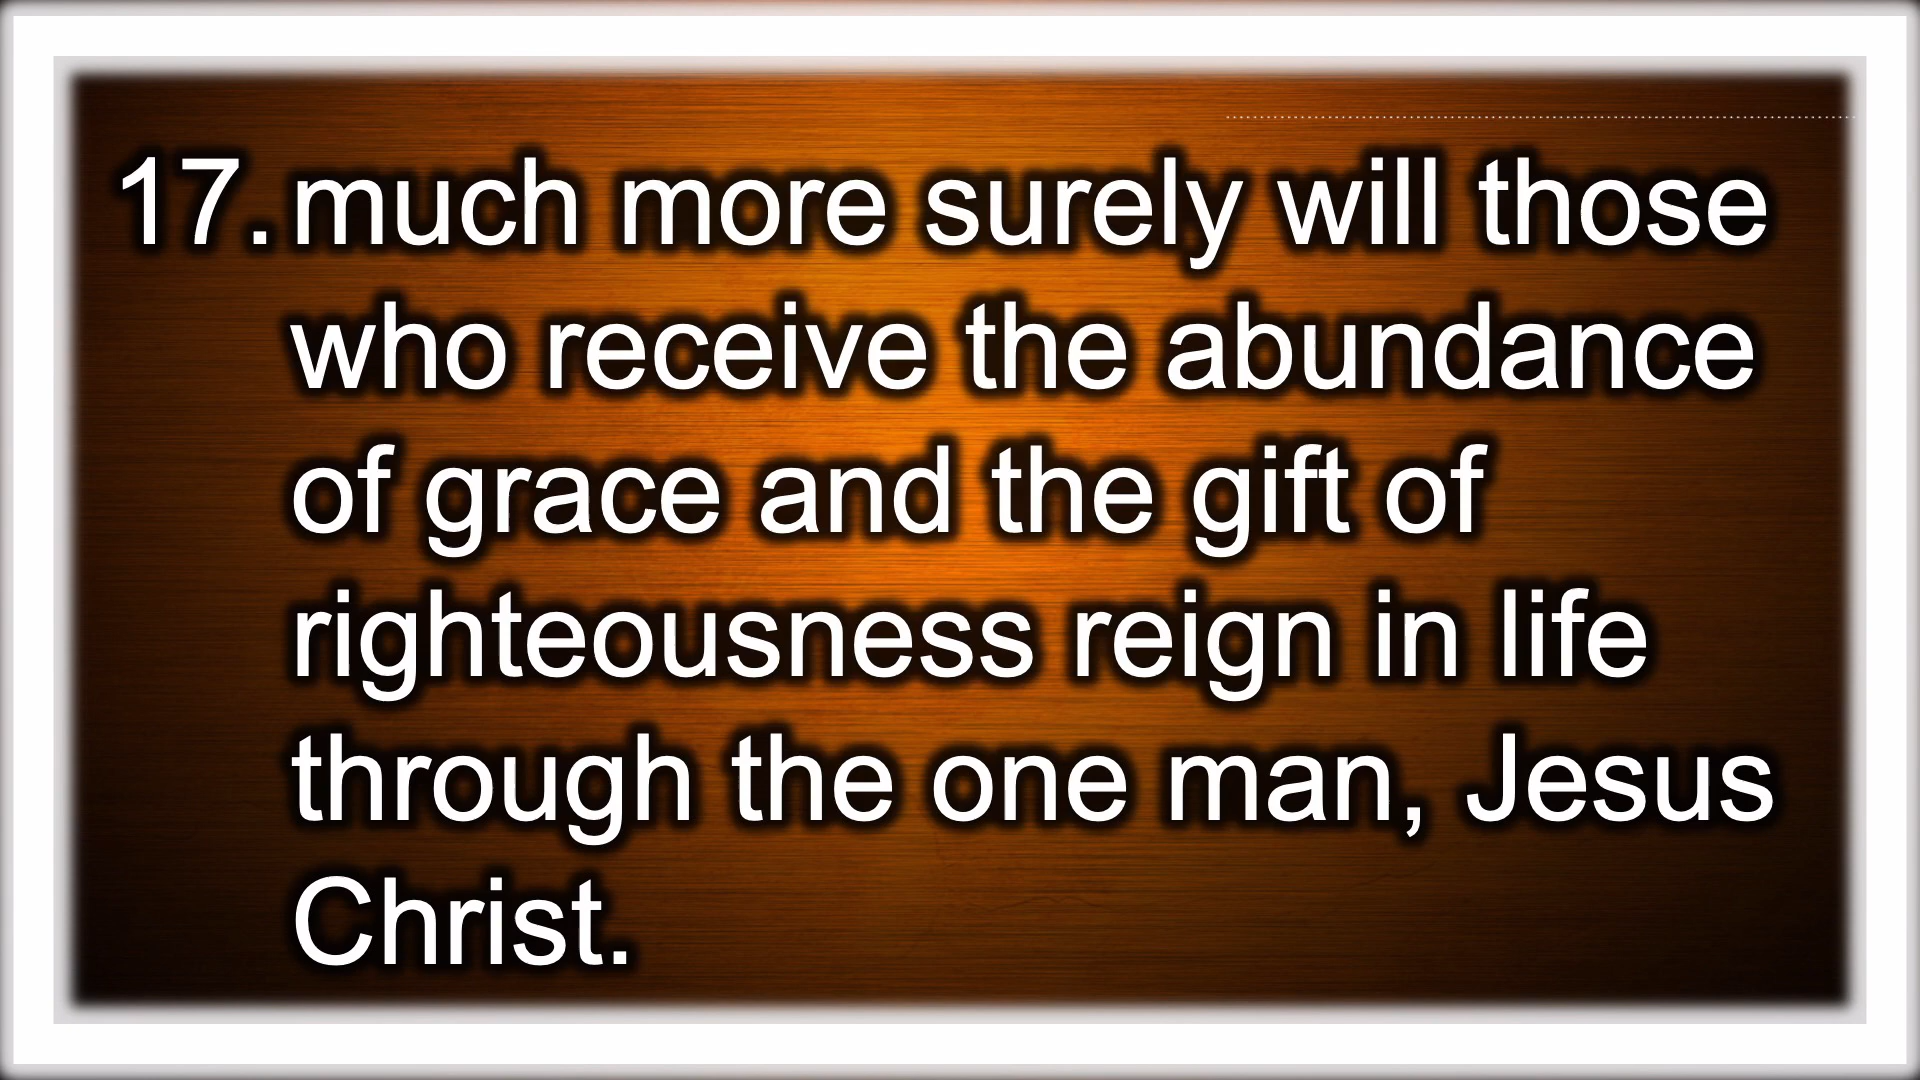 17. much more surely will those
who receive the abundance
of grace and the gift of
righteousness reign in life
through the one man, Jesus
Christ.